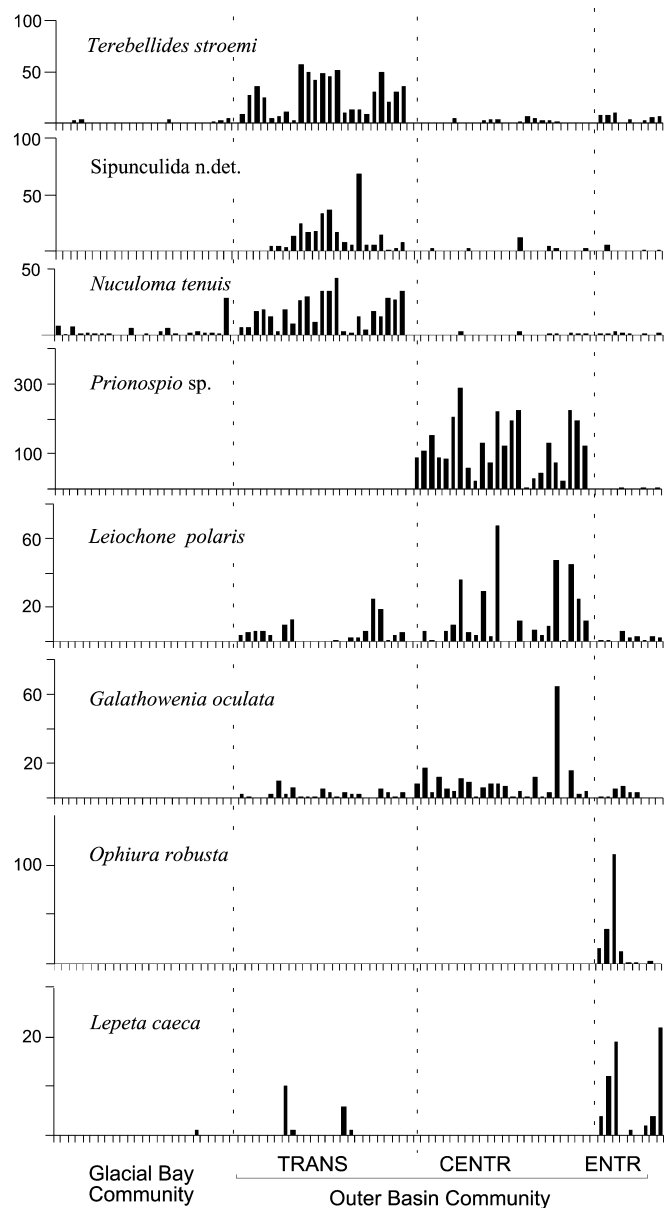 100
Terebellides stroemi
50
100
Sipunculida n.det.
50
50
Nuculoma tenuis
Prionospio sp.
300
100
Leiochone polaris
60
20
Galathowenia oculata
60
20
Ophiura robusta
100
Lepeta caeca
20
Glacial Bay
Community
TRANS CENTR ENTR
Outer Basin Community